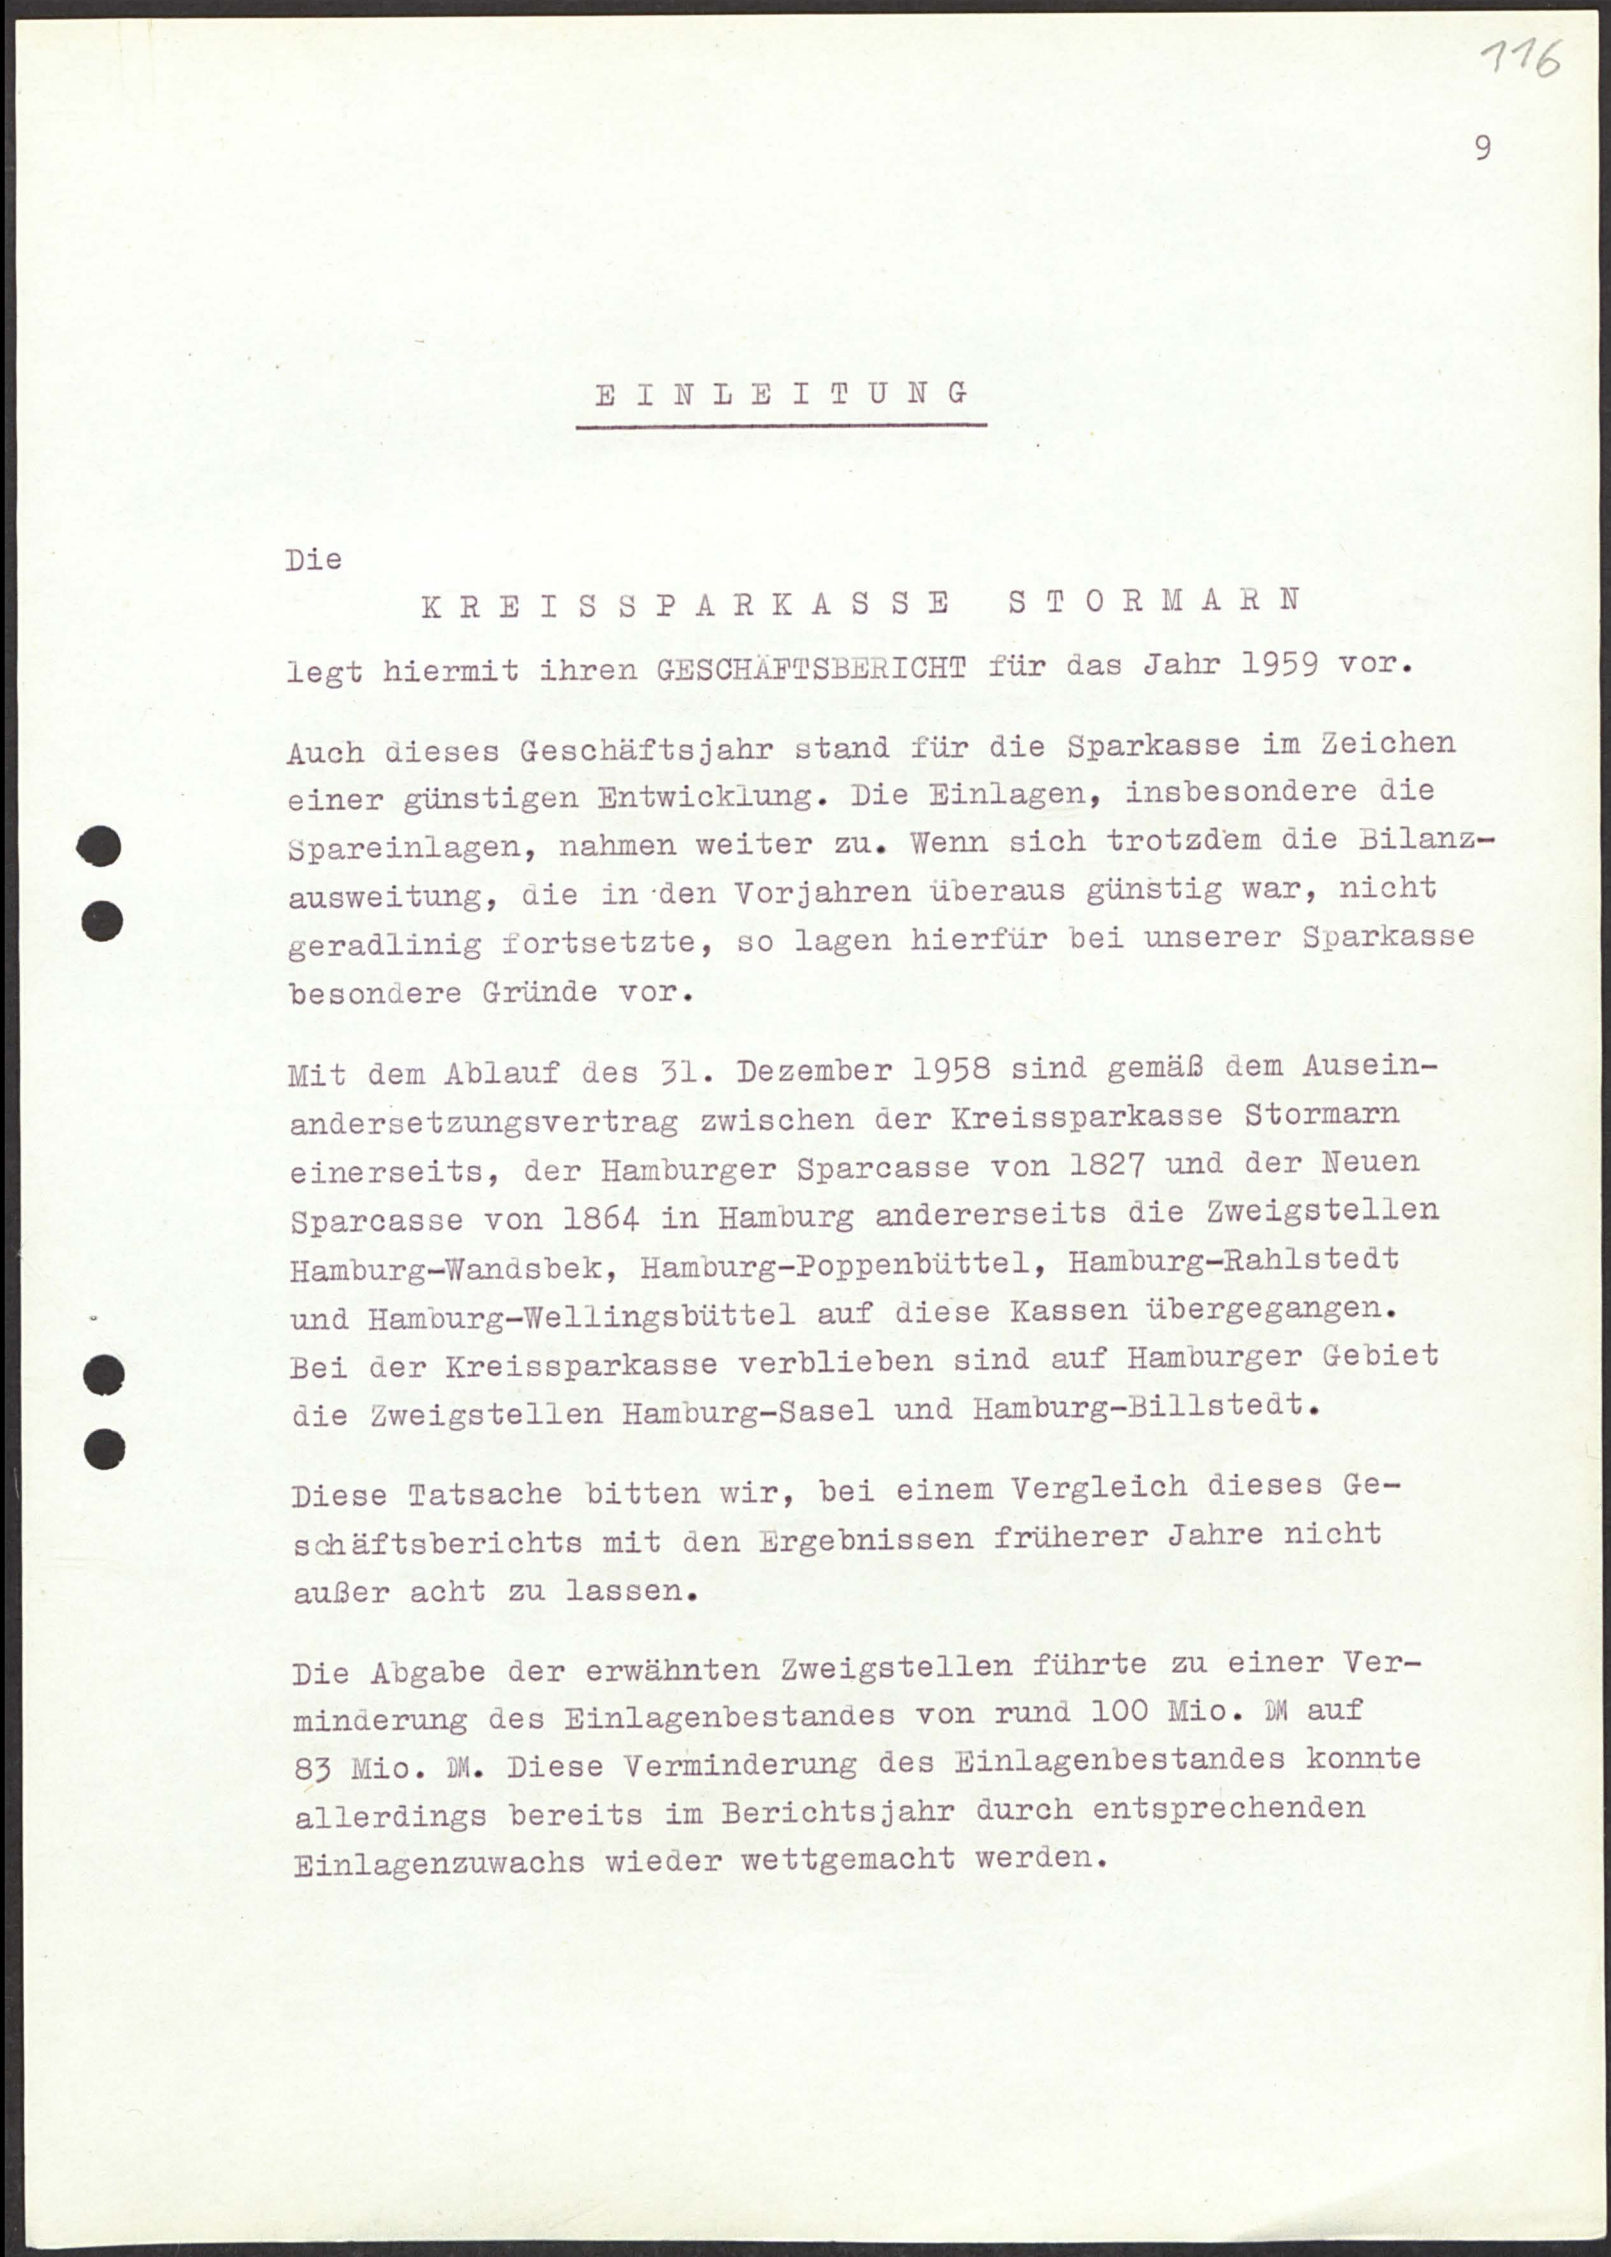 116
9
EINLEITUNG
Die
KREISSPARKASSE STORMARN
legt hiermit ihren GESCHÄFTSBERICHT für das Jahr 1959 vor.
Auch dieses Geschäftsjahr stand für die Sparkasse im Zeichen
einer günstigen Entwicklung. Die Einlagen, insbesondere die
Spareinlagen, nahmen weiter zu. Wenn sich trotzdem die Bilanz-
ausweitung, die in den Vorjahren überaus günstig war, nicht
geradlinig fortsetzte, so lagen hierfür bei unserer Sparkasse
besondere Gründe vor.
Mit dem Ablauf des 31. Dezember 1958 sind gemäß dem Ausein-
andersetzungsvertrag zwischen der Kreissparkasse Stormarn
einerseits, der Hamburger Sparcasse von 1827 und der Neuen
Sparcasse von 1864 in Hamburg andererseits die Zweigstellen
Hamburg-Wandsbek, Hamburg-Poppenbüttel, Hamburg-Rahlstedt
und Hamburg-Wellingsbüttel auf diese Kassen übergegangen.
Bei der Kreissparkasse verblieben sind auf Hamburger Gebiet
die Zweigstellen Hamburg-Sasel und Hamburg-Billstedt.
Diese Tatsache bitten wir, bei einem Vergleich dieses Ge-
schäftsberichts mit den Ergebnissen früherer Jahre nicht
außer acht zu lassen.
Die Abgabe der erwähnten Zweigstellen führte zu einer Ver-
minderung des Einlagenbestandes von rund 100 Mio. DM auf
83 Mio. DM. Diese Verminderung des Einlagenbestandes konnte
allerdings bereits im Berichtsjahr durch entsprechenden
Einlagenzuwachs wieder wettgemacht werden.